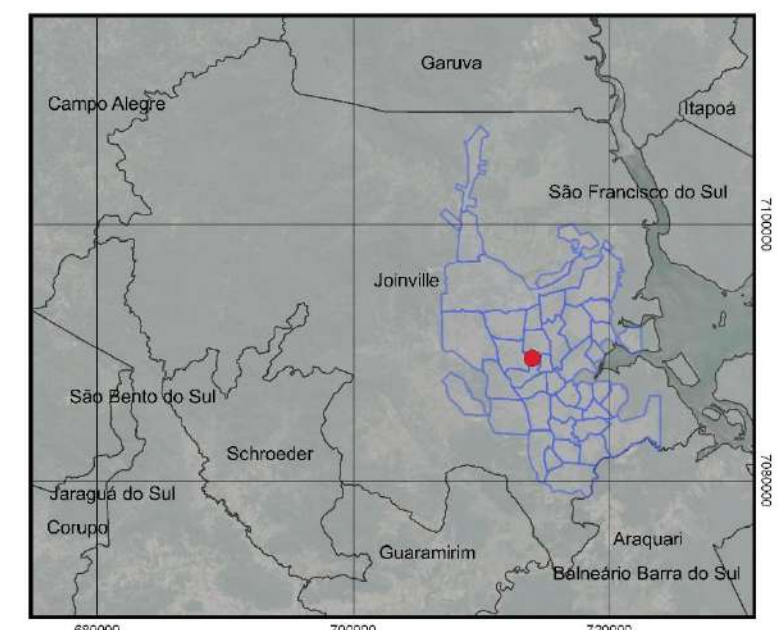 Garuva
Campo Alegre
Itapoá
São Francisco do Sul
7100000
Joinville
São Bento do Sul
Schroeder
Jaraguá do Sul
7080000
Corupo
Araquari
Guaramirim
Balneário Barra do Sul
680000
700000
720000